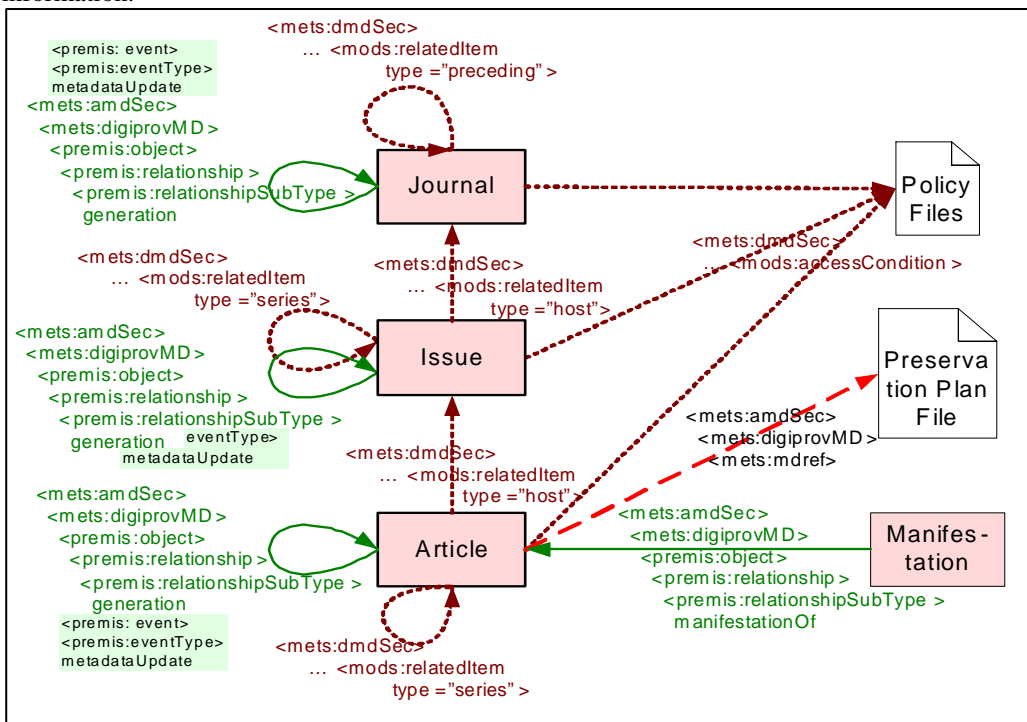 <mets:dmdSec>
... <mods:relatedItem
type ="preceding" >
<premis: event>
<premis:eventType>
metadataUpdate
<mets:amdSec>
<mets:digiprovMD>
<premis:object>
<premis:relationship>
<premis:relationshipSubType >
generation
Journal
Policy
Files
<mets:dmdSec>
... <mods:relatedItem
type ="series">
<mets:dmdSec>
... <mods:relatedItem
type ="host">
<mets:dmdSec>
... <mods:accessCondition >
<mets:amdSec>
<mets:digiprovMD>
<premis:object>
<premis:relationship >
<premis:relationshipSubType >
generation
eventType>
metadataUpdate
Issue
Preserva
tion Plan
File
<mets:amdSec>
<mets:digiprovMD>
<mets:mdref>
<mets:dmdSec>
... <mods:relatedItem
type ="host">
<mets:amdSec>
<mets:digiprovMD>
<premis:object>
<premis:relationship >
<premis:relationshipSubType >
generation
<premis: event>
<premis:eventType>
metadataUpdate
Article
<mets:amdSec>
<mets:digiprovMD>
<premis:object>
<premis:relationship>
<premis:relationshipSubType >
manifestationOf
Manifes-
tation
<mets:dmdSec>
... <mods:relatedItem
type ="series" >